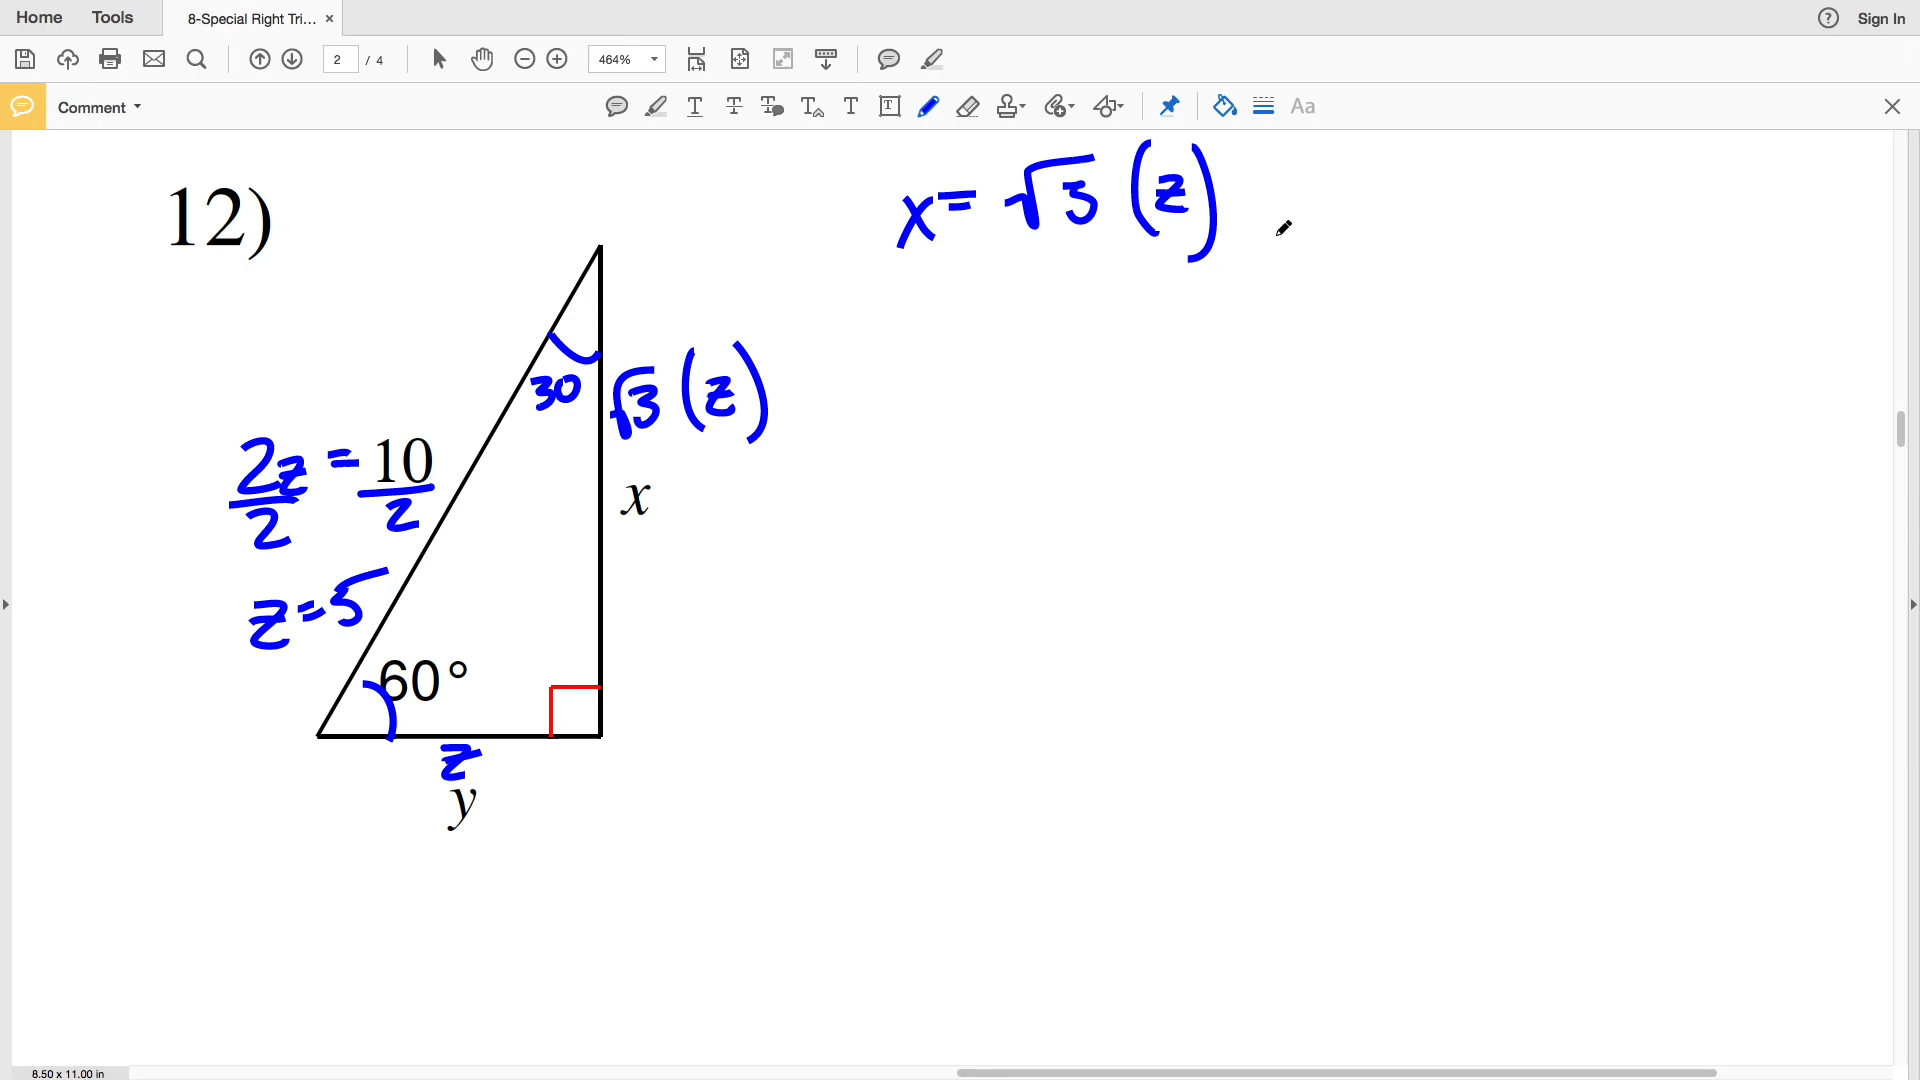 Home Tools 8-Special Right Tri... × ? Sign In
2 / 4 464%
Comment T T T T T T Aa
12)
x = √3 (z)
30 √3 (z)
2z = 10
2 2
x
z = 5
60°
z
y
8.50 x 11.00 in